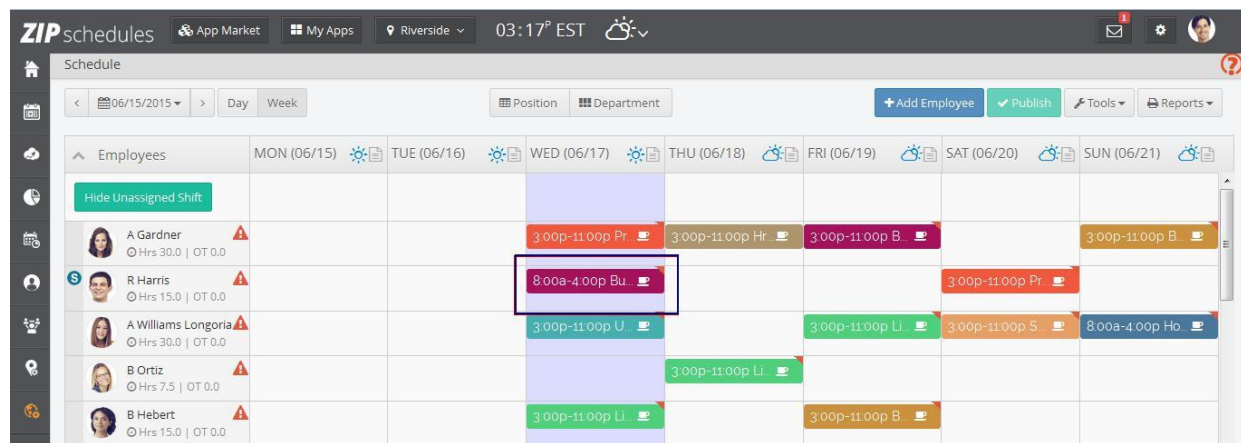 ZIP schedules App Market My Apps Riverside 03:17P EST 1
Schedule ?
06/15/2015 Day Week Position Department +Add Employee Publish Tools Reports
Employees MON (06/15) TUE (06/16) WED (06/17) THU (06/18) FRI (06/19) SAT (06/20) SUN (06/21)
Hide Unassigned Shift
A Gardner 3:00p-11:00p Pr... 3:00p-11:00p Hr... 3:00p-11:00p B... 3:00p-11:00p B...
Hrs 30.0 | OT 0.0
S R Harris 8:00a-4:00p Bu... 3:00p-11:00p Pr...
Hrs 15.0 | OT 0.0
A Williams Longoria 3:00p-11:00p U... 3:00p-11:00p Li... 3:00p-11:00p S... 8:00a-4:00p Ho...
Hrs 30.0 | OT 0.0
B Ortiz 3:00p-11:00p Li...
Hrs 7.5 | OT 0.0
B Hebert 3:00p-11:00p Li... 3:00p-11:00p B...
Hrs 15.0 | OT 0.0